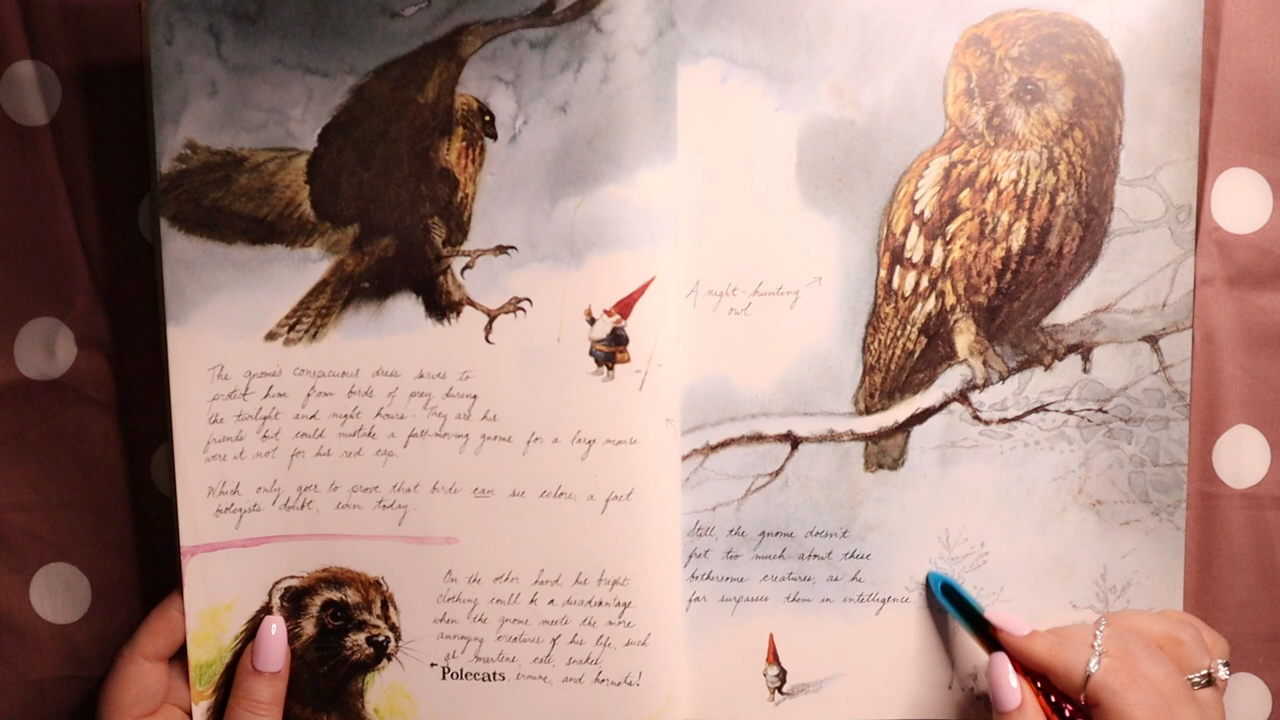 The gnome's conspicuous dress serves to
protect him from birds of prey during
the twilight and night hours. They are his
friends but could mistake a fast-moving gnome for a large mouse
were it not for his red cap.
Which only goes to prove that birds can see colors, a fact
biologists doubt, even today.
On the other hand, his bright
clothing could be a disadvantage
when the gnome meets the more
annoying creatures of his life, such
as martens, cats, snakes,
Polecats, ermine, and hornets!
A night-hunting
owl
Still, the gnome doesn't
fret too much about these
bothersome creatures, as he
far surpasses them in intelligence.